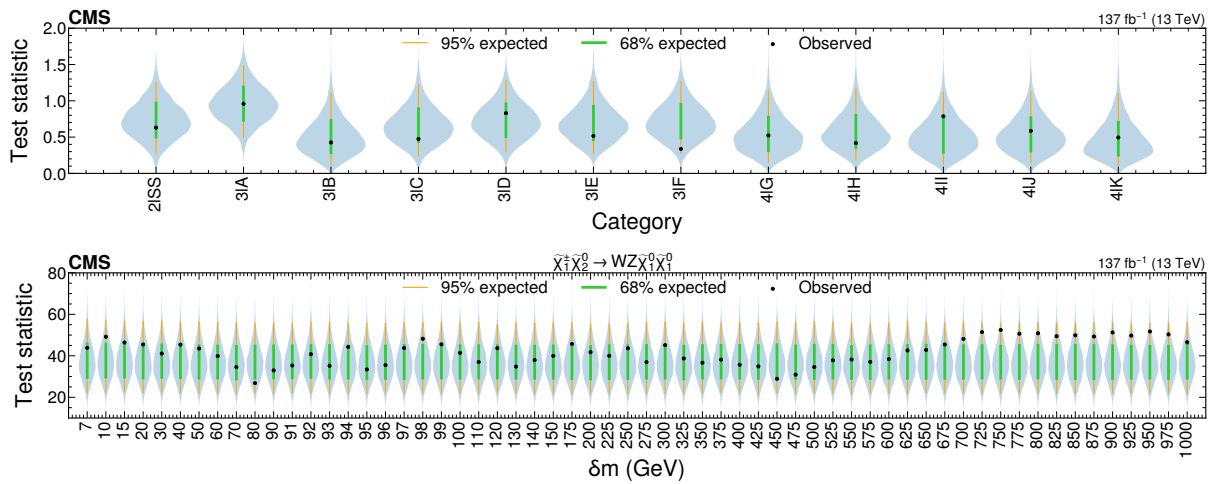 CMS 137 fb⁻¹ (13 TeV)
2.0
95% expected 68% expected Observed
1.5
1.0
0.5
0.0
Test statistic
2lSS 3lA 3lB 3lC 3lD 3lE 3lF 4lG 4lH 4lI 4lJ 4lK
Category
CMS χ̃₁±χ̃₂⁰ → WZχ̃₁⁰χ̃₁⁰ 137 fb⁻¹ (13 TeV)
80
95% expected 68% expected Observed
60
40
20
Test statistic
7 10 15 20 30 40 50 60 70 80 90 91 92 93 94 95 96 97 98 99 100 110 120 130 140 150 175 200 225 250 275 300 325 350 375 400 425 450 475 500 525 550 575 600 625 650 675 700 725 750 775 800 825 850 875 900 925 950 975 1000
δm (GeV)